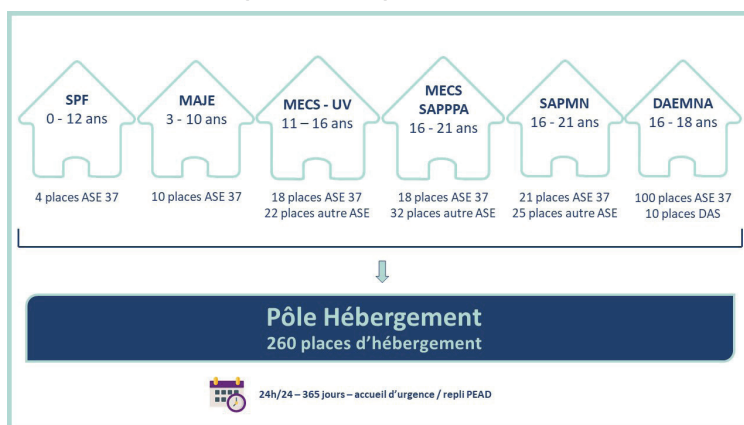 SPF
0 - 12 ans
4 places ASE 37
MAJE
3 - 10 ans
10 places ASE 37
MECS - UV
11 – 16 ans
18 places ASE 37
22 places autre ASE
MECS
SAPPPA
16 - 21 ans
18 places ASE 37
32 places autre ASE
SAPMN
16 - 21 ans
21 places ASE 37
25 places autre ASE
DAEMNA
16 - 18 ans
100 places ASE 37
10 places DAS
Pôle Hébergement
260 places d'hébergement
24h/24 – 365 jours – accueil d'urgence / repli PEAD